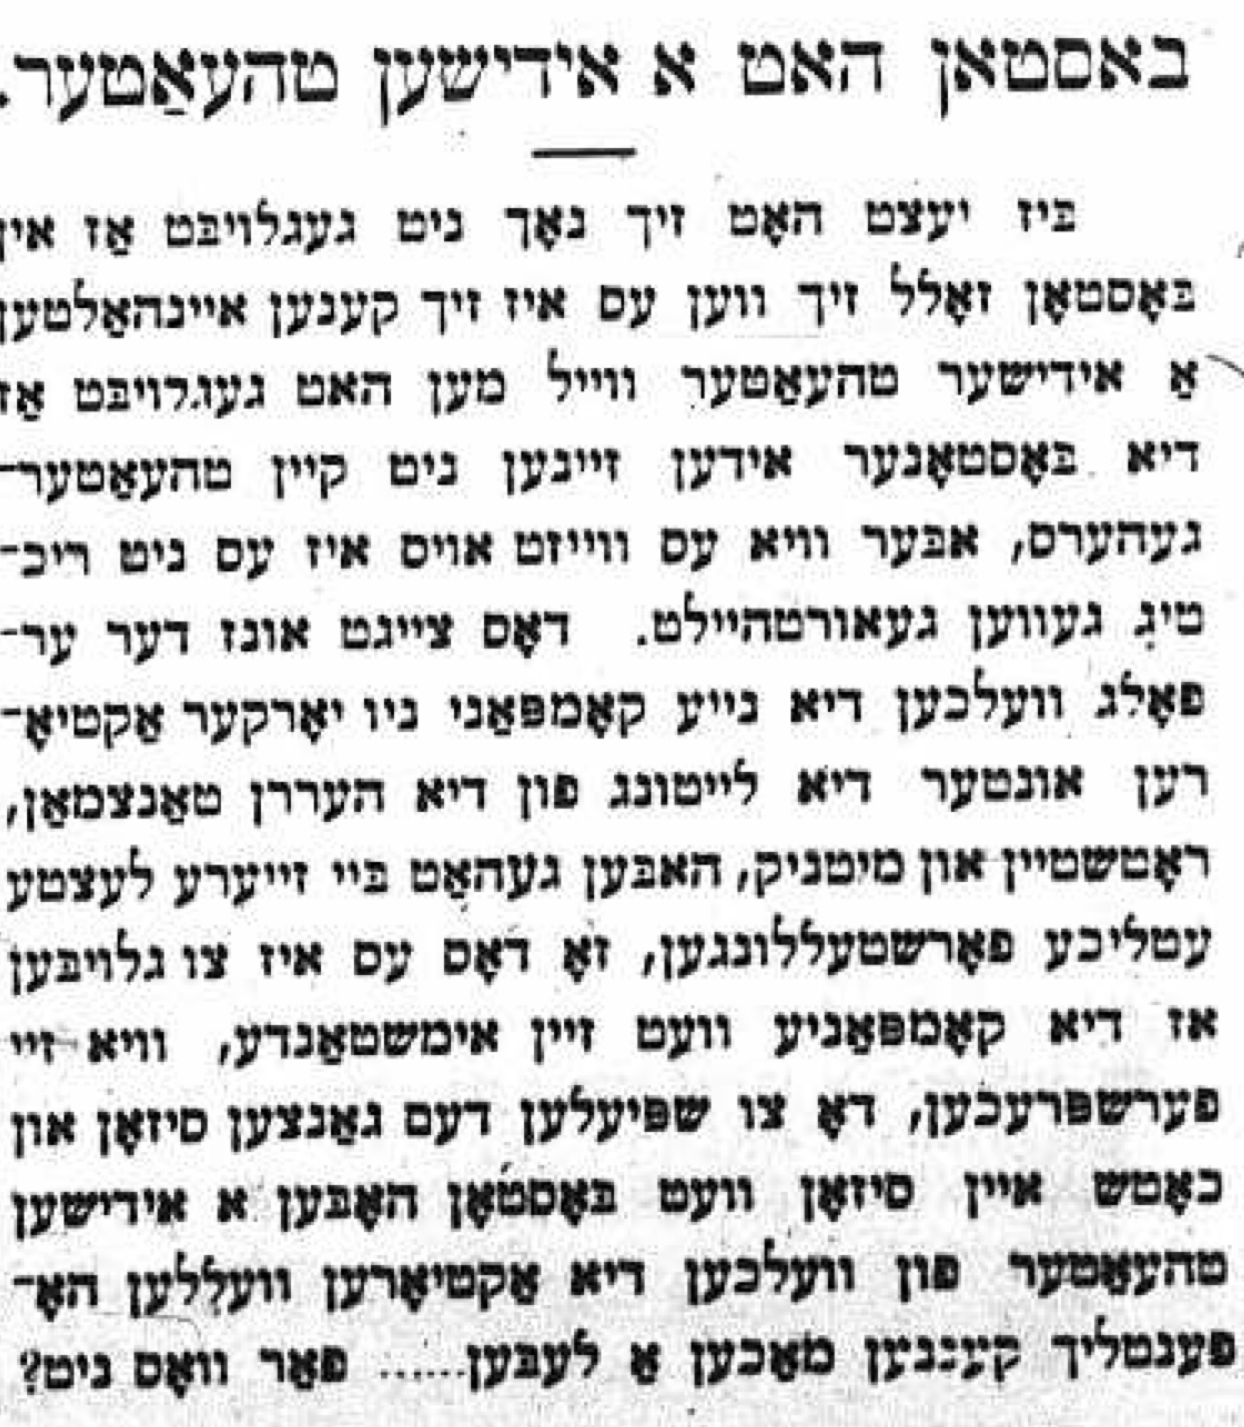 באסטאן האט א אידישען טהעאַטער.
ביז יעצט האָט זיך נאָך ניט געגלויבט אַז אין
באָסטאָן זאָלל זיך ווען עס איז זיך קענען איינהאַלטען
אַ אידישער טהעאַטער ווייל מען האט געגלויבט אַז
דיא באָסטאָנער אידען זיינען ניט קיין טהעאַטער־
געהערס, אבער וויא עס ווייזט אויס איז עס ניט ריכ־
טיג געווען געאורטהיילט. דאָס צייגט אונז דער ער־
פאָלג וועלכען דיא נייע קאָמפּאַני ניו יאָרקער אַקטיאָ־
רען אונטער דיא לייטונג פון דיא העררן טאַנצמאַן,
ראָטשטיין און מיטניק, האבען געהאַט ביי זייערע לעצטע
עטליכע פאָרשטעללונגען, זאָ דאָס עס איז צו גלויבען
אז דיא קאָמפּאַניע וועט זיין אימשטאַנדע, וויא זיי
פערשפּרעכען, דאָ צו שפּיעלען דעם גאַנצען סיזאָן און
כאָטש איין סיזאָן וועט באָסטאָן האָבען א אידישען
טהעאַטער פון וועלכען דיא אַקטיאָרען וועללען האָ־
פענטליך קענען מאַכען אַ לעבען...... פאַר וואָס ניט?